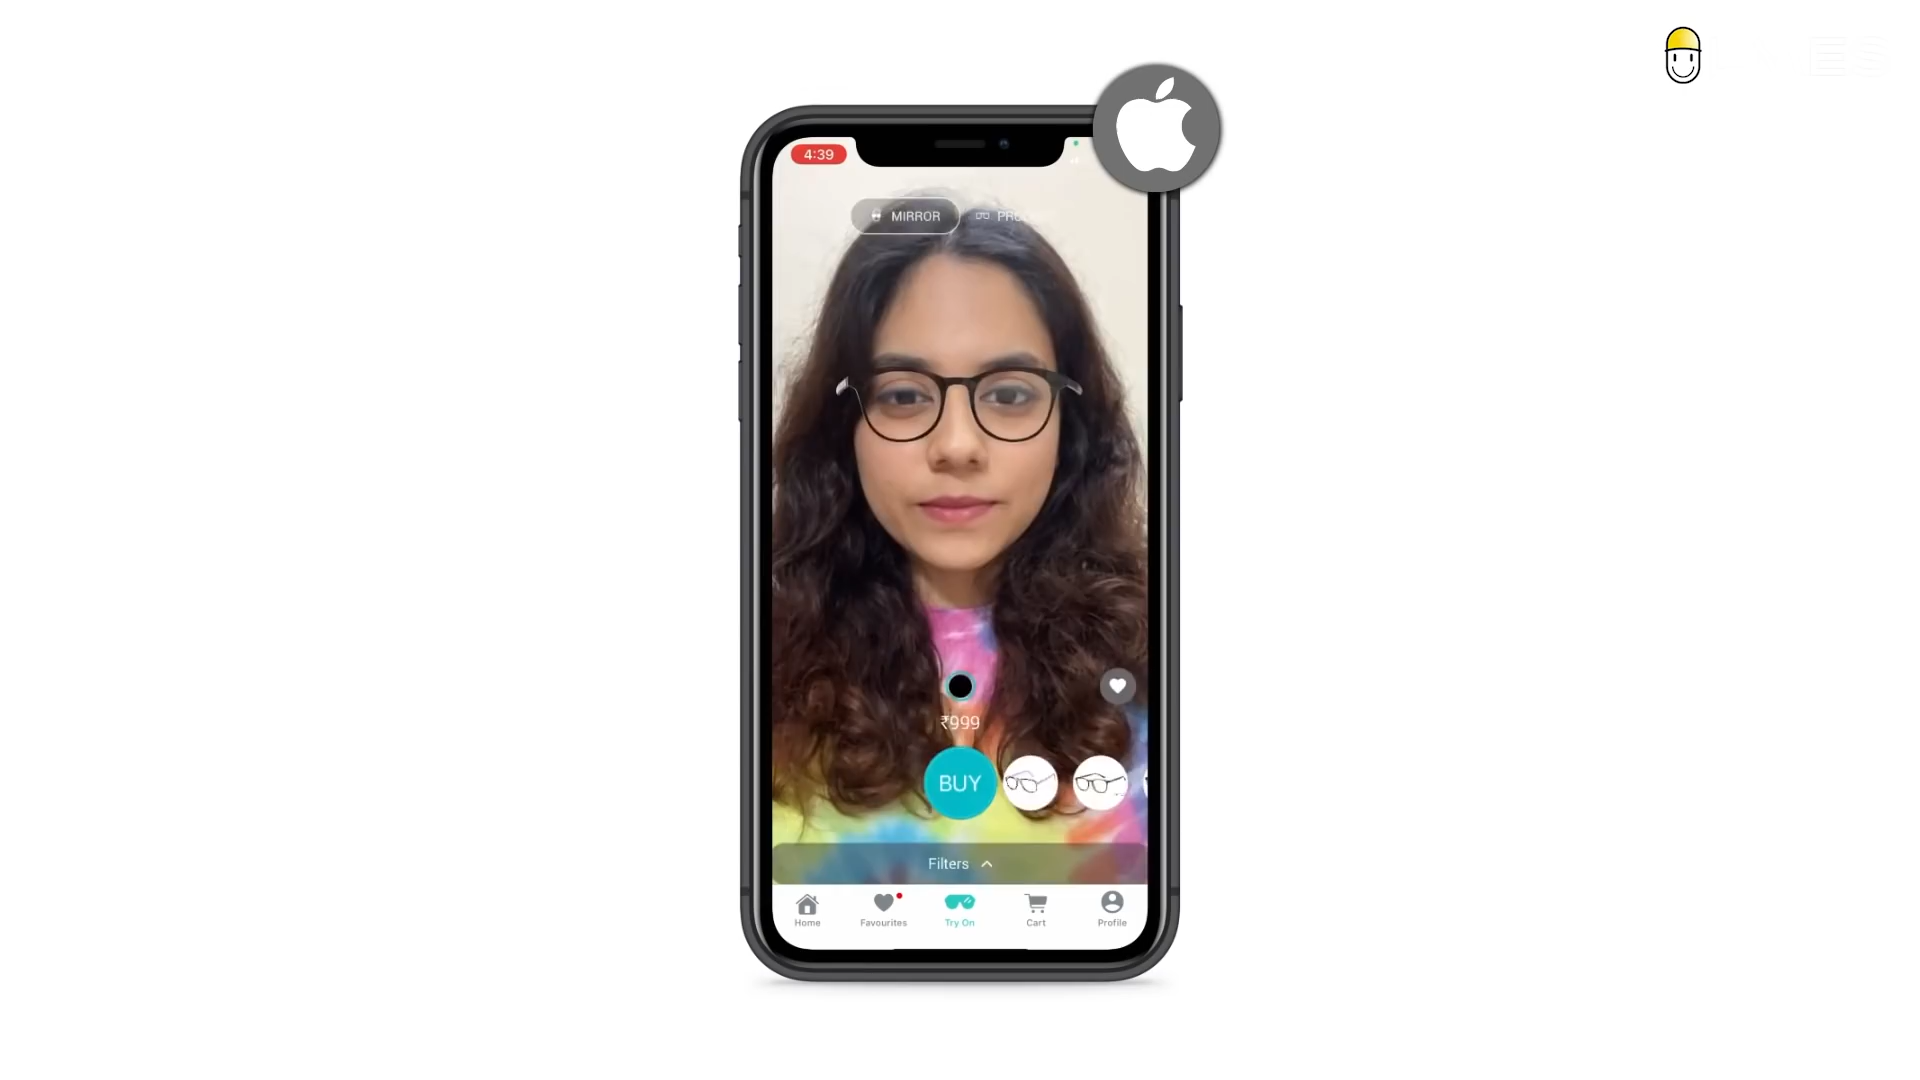 4:39
MIRROR
₹999
BUY
Filters
Home Favourites Try On Cart Profile